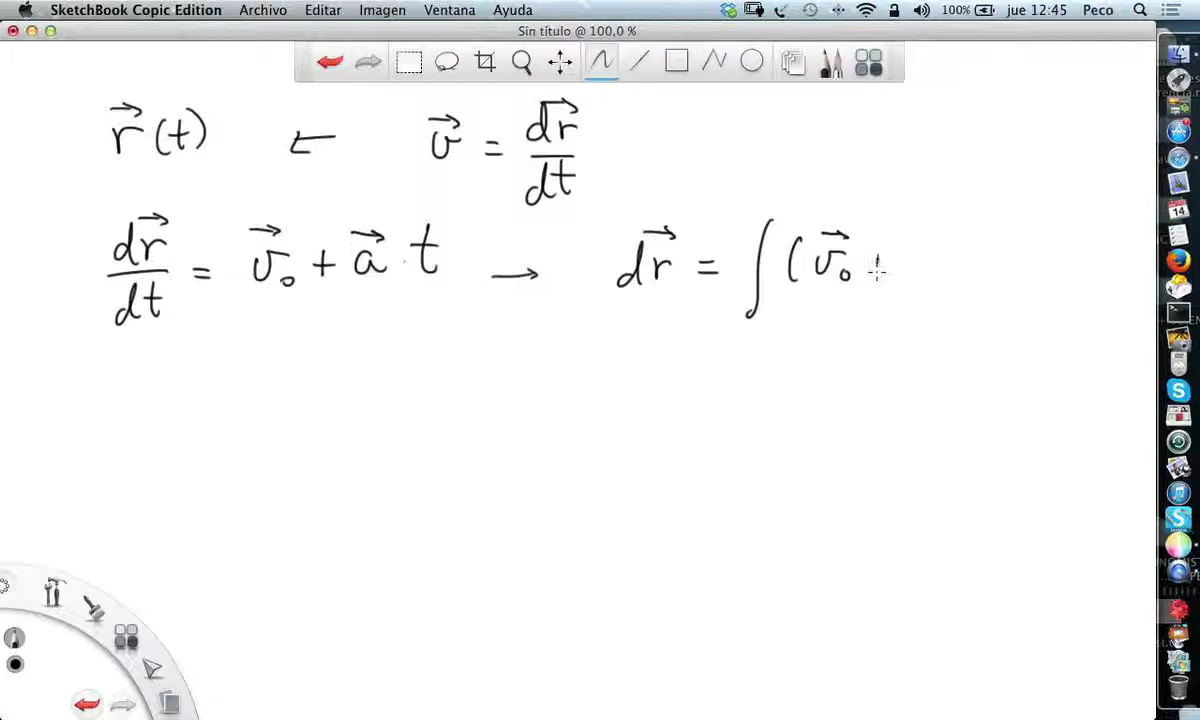 SketchBook Copic Edition Archivo Editar Imagen Ventana Ayuda 100% jue 12:45 Peco
Sin título @ 100,0 %
r⃗(t) ← v⃗ = dr⃗/dt
dr⃗/dt = v⃗₀ + a⃗ · t → dr⃗ = ∫(v⃗₀ +